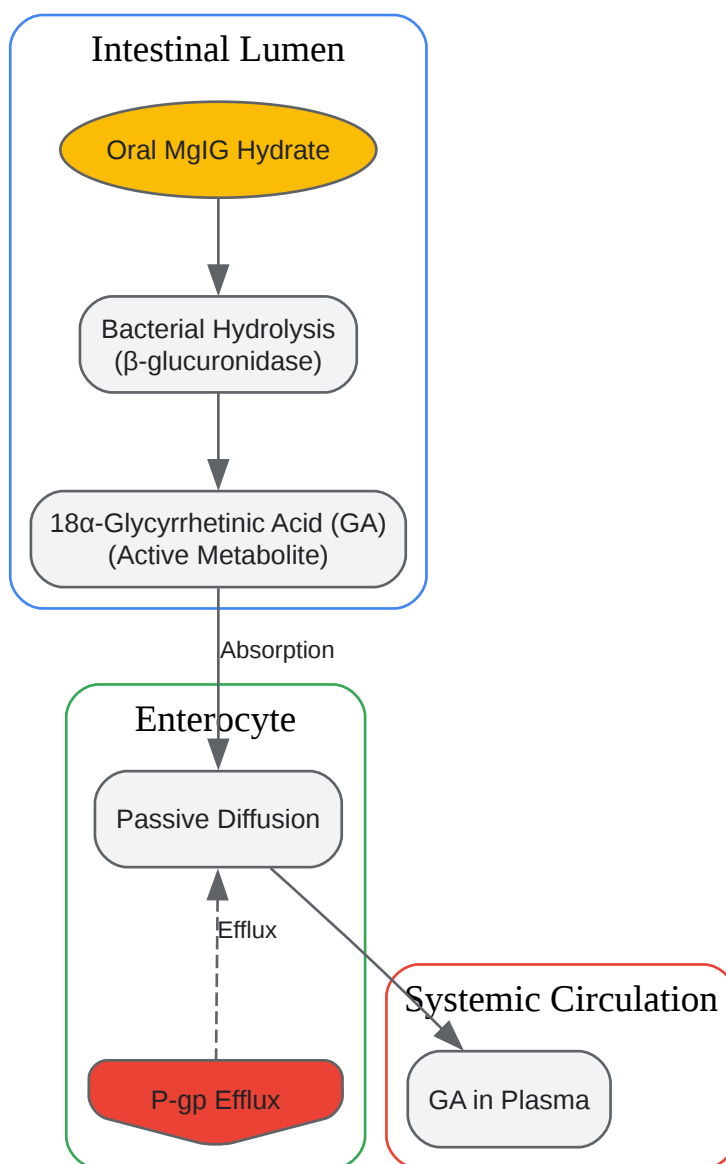 Intestinal Lumen
Oral MgIG Hydrate
Bacterial Hydrolysis
(β-glucuronidase)
18α-Glycyrrhetinic Acid (GA)
(Active Metabolite)
Absorption
Enterocyte
Passive Diffusion
Efflux
Systemic Circulation
P-gp Efflux
GA in Plasma